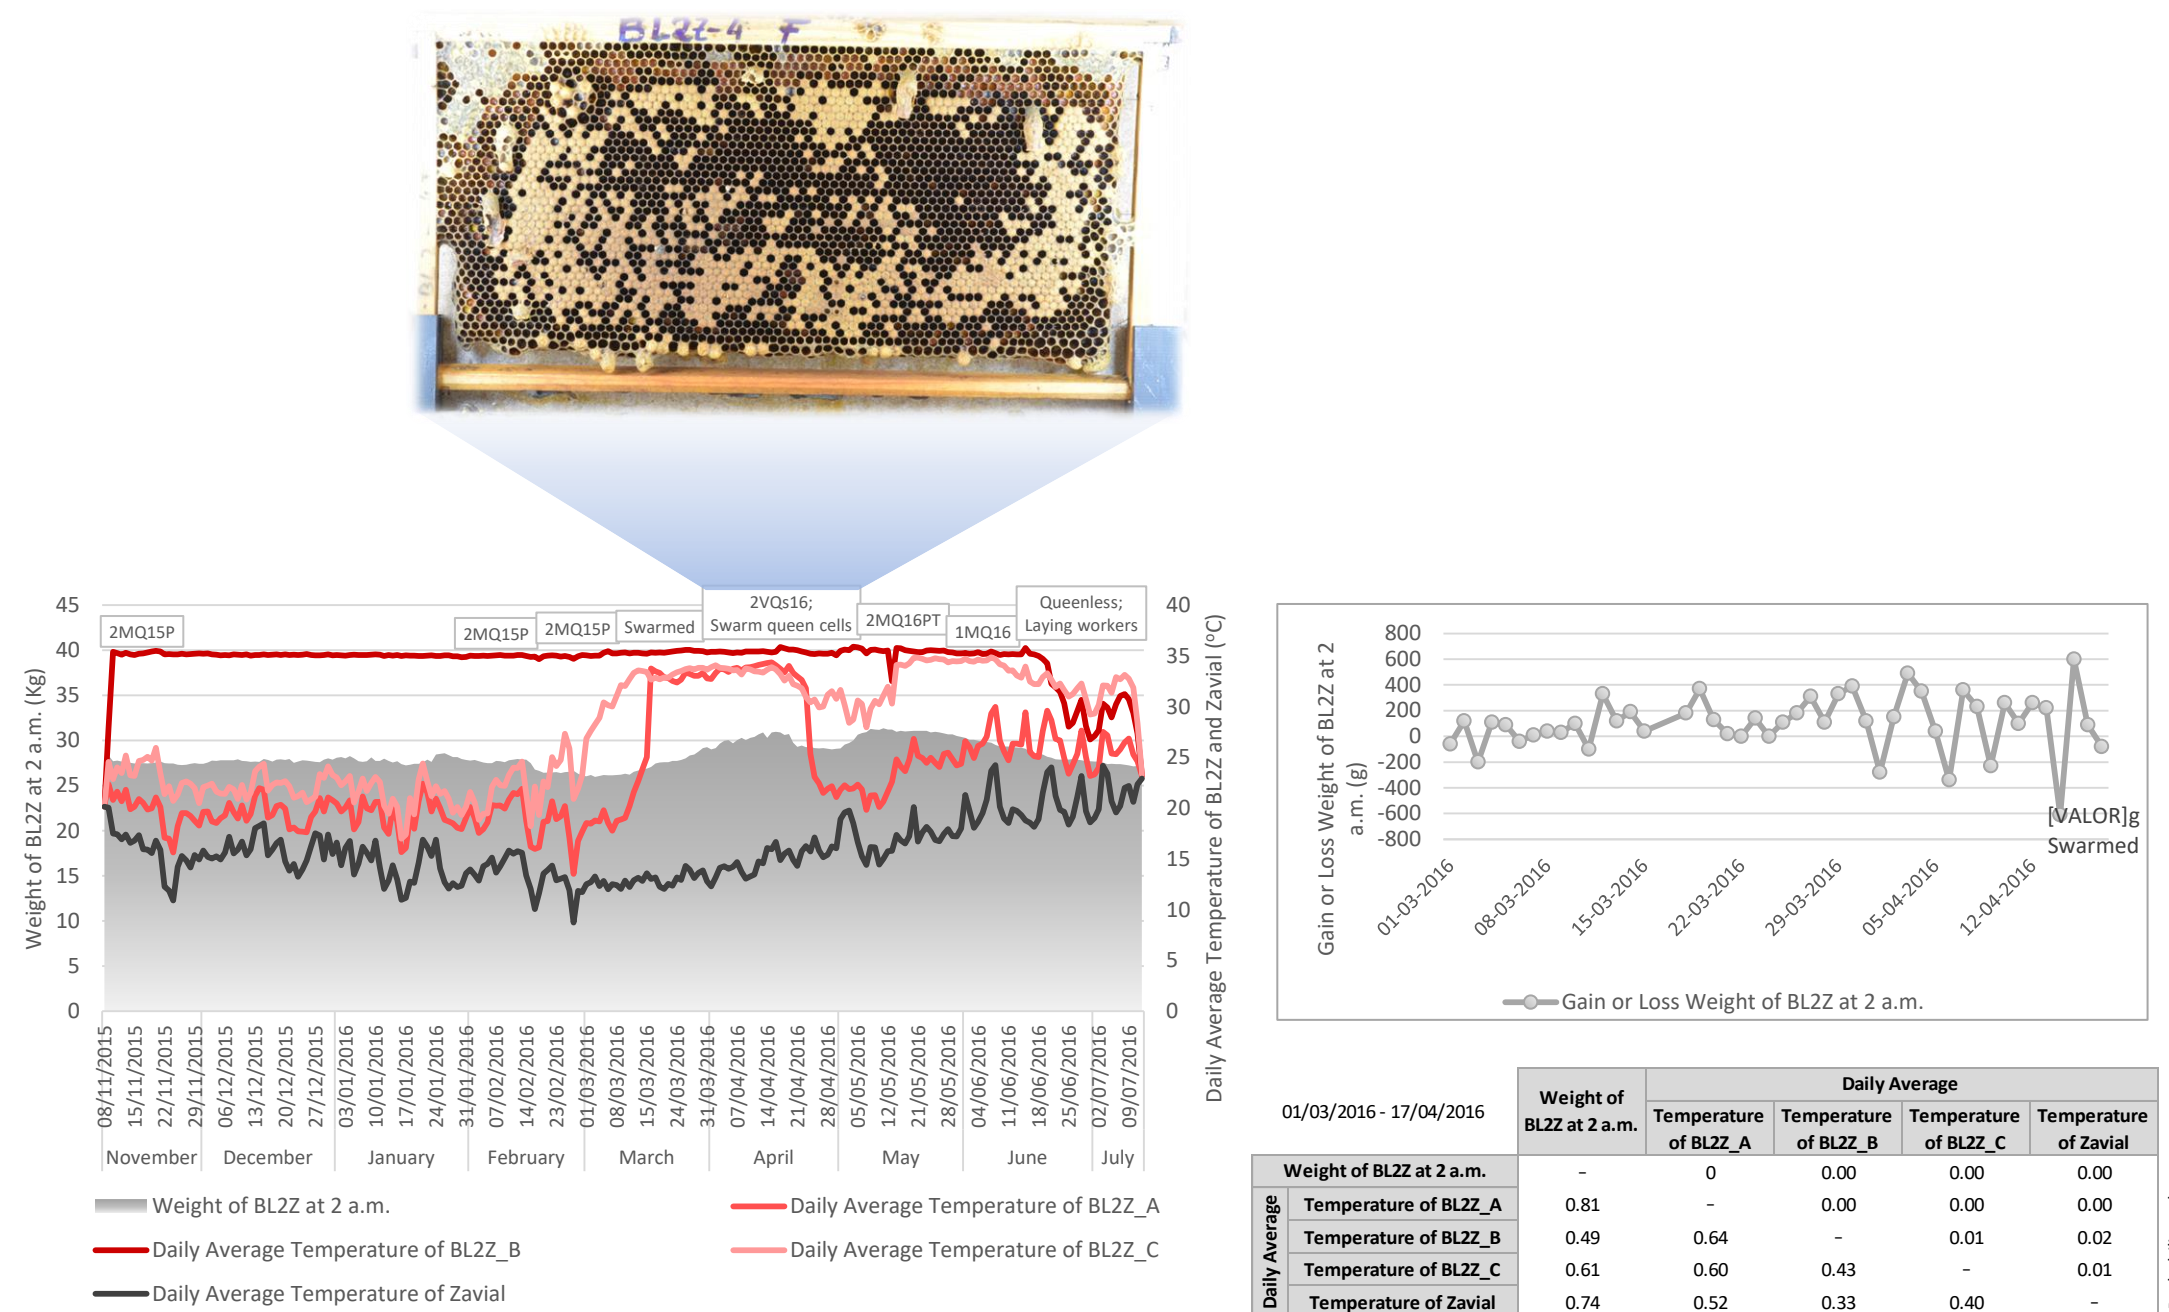 BL2Z-4 F
45
40
35
30
25
20
15
10
5
0
Weight of BL2Z at 2 a.m. (Kg)
2MQ15P
2MQ15P
2MQ15P
Swarmed
2VQs16;
Swarm queen cells
2MQ16PT
1MQ16
Queenless;
Laying workers
40
35
30
25
20
15
10
5
0
Daily Average Temperature of BL2Z and Zavial (ºC)
08/11/2015
15/11/2015
22/11/2015
29/11/2015
06/12/2015
13/12/2015
20/12/2015
27/12/2015
03/01/2016
10/01/2016
17/01/2016
24/01/2016
31/01/2016
07/02/2016
14/02/2016
23/02/2016
01/03/2016
08/03/2016
15/03/2016
24/03/2016
31/03/2016
07/04/2016
14/04/2016
21/04/2016
28/04/2016
05/05/2016
12/05/2016
21/05/2016
28/05/2016
04/06/2016
11/06/2016
18/06/2016
25/06/2016
02/07/2016
09/07/2016
November December January February March April May June July
Weight of BL2Z at 2 a.m.
Daily Average Temperature of BL2Z_A
Daily Average Temperature of BL2Z_B
Daily Average Temperature of BL2Z_C
Daily Average Temperature of Zavial
Gain or Loss Weight of BL2Z at 2
a.m. (g)
800
600
400
200
0
-200
-400
-600
-800
[VALOR]g
Swarmed
01-03-2016
08-03-2016
15-03-2016
22-03-2016
29-03-2016
05-04-2016
12-04-2016
Gain or Loss Weight of BL2Z at 2 a.m.
01/03/2016 - 17/04/2016
Weight of
BL2Z at 2 a.m.
Daily Average
Temperature
of BL2Z_A
Temperature
of BL2Z_B
Temperature
of BL2Z_C
Temperature
of Zavial
Weight of BL2Z at 2 a.m. – 0 0.00 0.00 0.00
Daily Average
Temperature of BL2Z_A 0.81 – 0.00 0.00 0.00
Temperature of BL2Z_B 0.49 0.64 – 0.01 0.02
Temperature of BL2Z_C 0.61 0.60 0.43 – 0.01
Temperature of Zavial 0.74 0.52 0.33 0.40 –